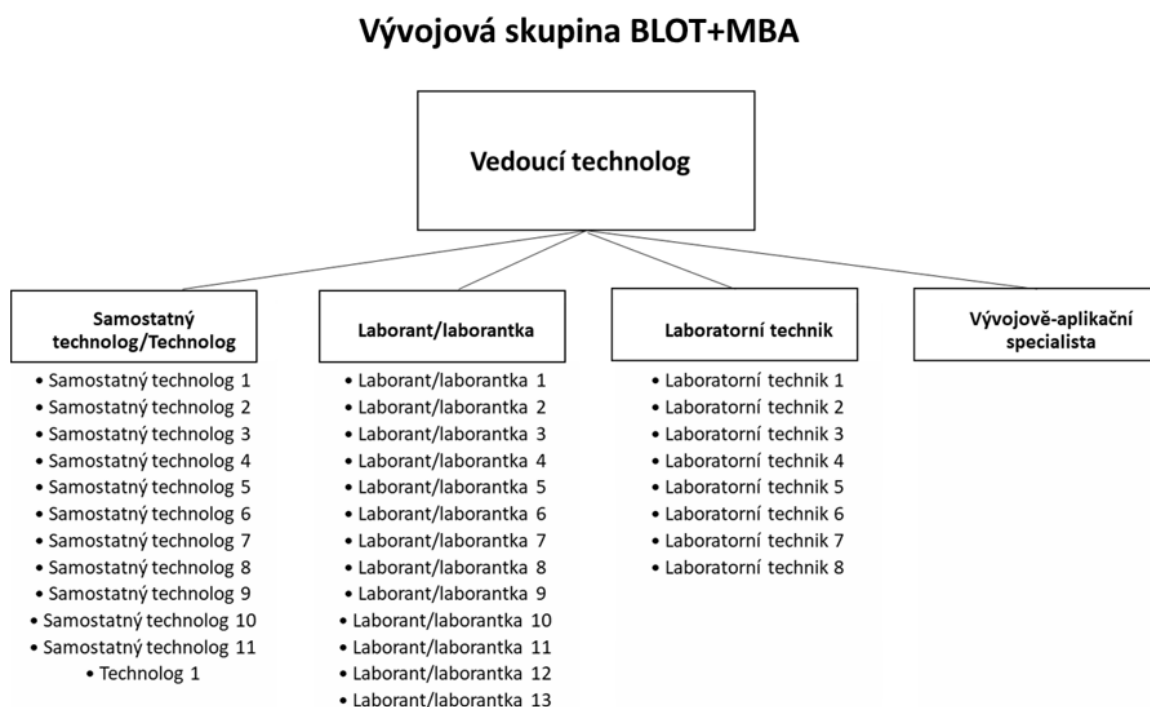 Vývojová skupina BLOT+MBA
Vedoucí technolog
Samostatný
technolog/Technolog
• Samostatný technolog 1
• Samostatný technolog 2
• Samostatný technolog 3
• Samostatný technolog 4
• Samostatný technolog 5
• Samostatný technolog 6
• Samostatný technolog 7
• Samostatný technolog 8
• Samostatný technolog 9
• Samostatný technolog 10
• Samostatný technolog 11
• Technolog 1
Laborant/laborantka
• Laborant/laborantka 1
• Laborant/laborantka 2
• Laborant/laborantka 3
• Laborant/laborantka 4
• Laborant/laborantka 5
• Laborant/laborantka 6
• Laborant/laborantka 7
• Laborant/laborantka 8
• Laborant/laborantka 9
• Laborant/laborantka 10
• Laborant/laborantka 11
• Laborant/laborantka 12
• Laborant/laborantka 13
Laboratorní technik
• Laboratorní technik 1
• Laboratorní technik 2
• Laboratorní technik 3
• Laboratorní technik 4
• Laboratorní technik 5
• Laboratorní technik 6
• Laboratorní technik 7
• Laboratorní technik 8
Vývojově-aplikační
specialista